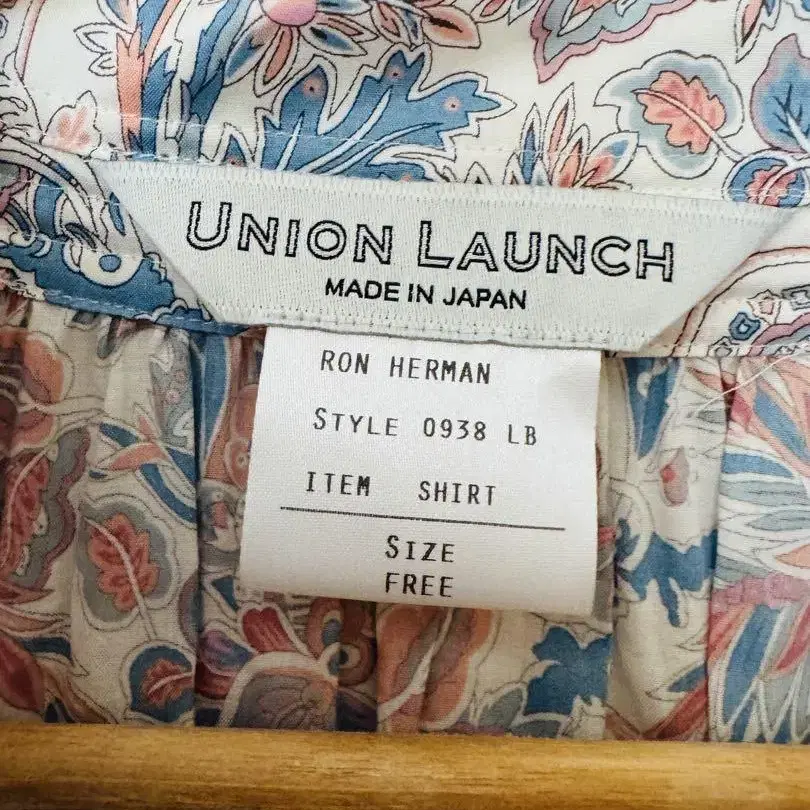 UNION LAUNCH
MADE IN JAPAN
RON HERMAN
STYLE 0938 LB
ITEM SHIRT
SIZE
FREE